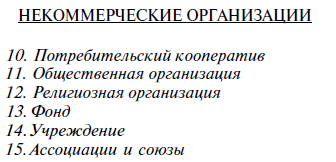 НЕКОММЕРЧЕСКИЕ ОРГАНИЗАЦИИ
10. Потребительский кооператив
11. Общественная организация
12. Религиозная организация
13. Фонд
14. Учреждение
15. Ассоциации и союзы